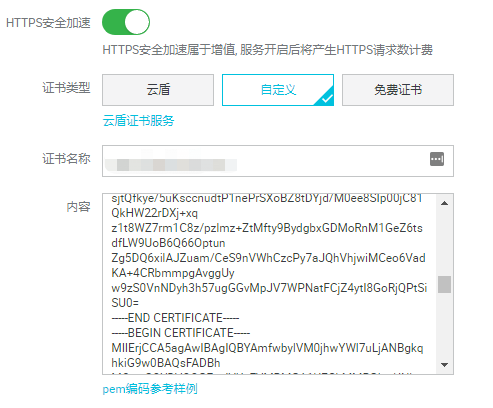 HTTPS安全加速
HTTPS安全加速属于增值, 服务开启后将产生HTTPS请求数计费
证书类型
云盾
自定义
免费证书
云盾证书服务
证书名称
内容
sjtQfkye/5uKsccnudtP1nePrSXoBZ8tDYjd/M0ee8SIp00jC81
QkHW22rDXj+xq
z1t8WZ7rm1C8z/pzlmz+ZtMfty9BydgbxGDMoRnM1GeZ6ts
dfLW9UoB6Q66Optun
Zg5DQ6xilAJZuam/CeS9nVWhCzcPy7aJQhVhjwiMCeo6Vad
KA+4CRbmmpgAvggUy
w9zS0VnNDyh3h57ugGGvMpJV7WPNatFCjZ4ytI8GoRjQPtSi
SU0=
-----END CERTIFICATE-----
-----BEGIN CERTIFICATE-----
MIIErjCCA5agAwIBAgIQBYAmfwbylVM0jhwYWl7uLjANBgkq
hkiG9w0BAQsFADBh
pem编码参考样例